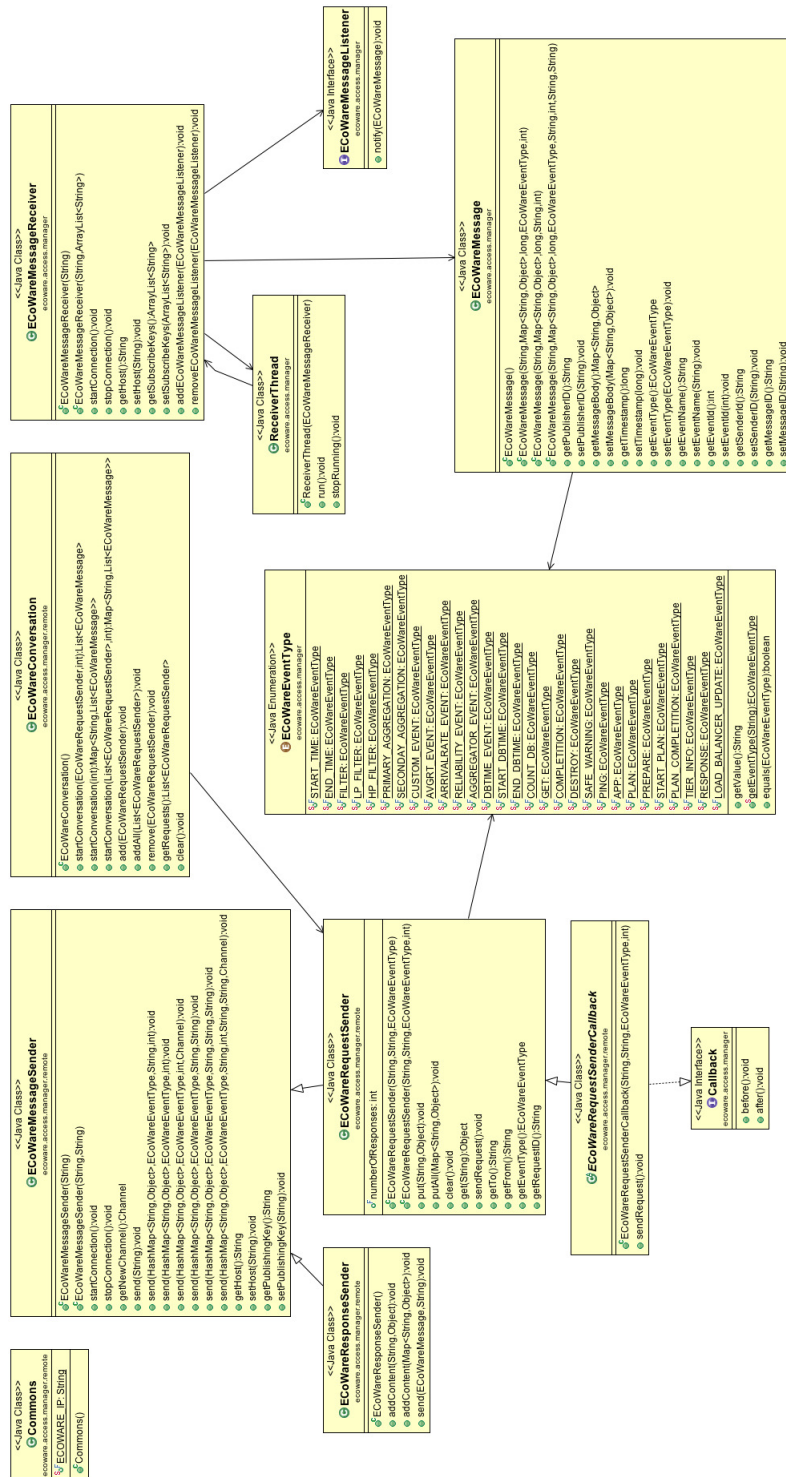 <<Java Class>>
Commons
ecoware.access.manager.remote
ECOWARE_IP: String
Commons()
<<Java Class>>
ECoWareMessageSender
ecoware.access.manager.remote
ECoWareMessageSender(String)
ECoWareMessageSender(String,String)
startConnection():void
stopConnection():void
getNewChannel():Channel
send(String):void
send(HashMap<String,Object>,ECoWareEventType,String,int):void
send(HashMap<String,Object>,ECoWareEventType,int):void
send(HashMap<String,Object>,ECoWareEventType,int,Channel):void
send(HashMap<String,Object>,ECoWareEventType,String,String):void
send(HashMap<String,Object>,ECoWareEventType,String,String,String):void
send(HashMap<String,Object>,ECoWareEventType,String,int,String,String,Channel):void
getHost():String
setHost(String):void
getPublishingKey():String
setPublishingKey(String):void
<<Java Class>>
ECoWareConversation
ecoware.access.manager.remote
ECoWareConversation()
startConversation(ECoWareRequestSender,int):List<ECoWareMessage>
startConversation(int):Map<String,List<ECoWareMessage>>
startConversation(List<ECoWareRequestSender>,int):Map<String,List<ECoWareMessage>>
add(ECoWareRequestSender):void
addAll(List<ECoWareRequestSender>):void
remove(ECoWareRequestSender):void
getRequests():List<ECoWareRequestSender>
clear():void
<<Java Class>>
ECoWareMessageReceiver
ecoware.access.manager
ECoWareMessageReceiver(String)
ECoWareMessageReceiver(String,ArrayList<String>)
startConnection():void
stopConnection():void
getHost():String
setHost(String):void
getSubscribeKeys():ArrayList<String>
setSubscribeKeys(ArrayList<String>):void
addECoWareMessageListener(ECoWareMessageListener):void
removeECoWareMessageListener(ECoWareMessageListener):void
<<Java Class>>
ECoWareResponseSender
ecoware.access.manager.remote
ECoWareResponseSender()
addContent(String,Object):void
addContent(Map<String,Object>):void
send(ECoWareMessage,String):void
<<Java Class>>
ECoWareRequestSender
ecoware.access.manager.remote
numberOfResponses: int
ECoWareRequestSender(String,String,ECoWareEventType)
ECoWareRequestSender(String,String,ECoWareEventType,int)
put(String,Object):void
putAll(Map<String,Object>):void
clear():void
get(String):Object
sendRequest():void
getTo():String
getFrom():String
getEventType():ECoWareEventType
getRequestID():String
<<Java Enumeration>>
ECoWareEventType
ecoware.access.manager
START_TIME: ECoWareEventType
END_TIME: ECoWareEventType
FILTER: ECoWareEventType
LP_FILTER: ECoWareEventType
HP_FILTER: ECoWareEventType
PRIMARY_AGGREGATION: ECoWareEventType
SECONDAY_AGGREGATION: ECoWareEventType
CUSTOM_EVENT: ECoWareEventType
AVGRT_EVENT: ECoWareEventType
ARRIVALRATE_EVENT: ECoWareEventType
RELIABILITY_EVENT: ECoWareEventType
AGGREGATOR_EVENT: ECoWareEventType
DBTIME_EVENT: ECoWareEventType
START_DBTIME: ECoWareEventType
END_DBTIME: ECoWareEventType
COUNT_DB: ECoWareEventType
GET: ECoWareEventType
COMPLETION: ECoWareEventType
DESTROY: ECoWareEventType
SAFE_WARNING: ECoWareEventType
PING: ECoWareEventType
APP: ECoWareEventType
PLAN: ECoWareEventType
PREPARE: ECoWareEventType
START_PLAN: ECoWareEventType
PLAN_COMPLETITION: ECoWareEventType
TIER_INFO: ECoWareEventType
RESPONSE: ECoWareEventType
LOAD_BALANCER_UPDATE: ECoWareEventType
getValue():String
getEventType(String):ECoWareEventType
equals(ECoWareEventType):boolean
<<Java Class>>
ReceiverThread
ecoware.access.manager
ReceiverThread(ECoWareMessageReceiver)
run():void
stopRunning():void
<<Java Interface>>
ECoWareMessageListener
ecoware.access.manager
notify(ECoWareMessage):void
<<Java Class>>
ECoWareRequestSenderCallback
ecoware.access.manager.remote
ECoWareRequestSenderCallback(String,String,ECoWareEventType,int)
sendRequest():void
<<Java Interface>>
Callback
ecoware.access.manager
before():void
after():void
<<Java Class>>
ECoWareMessage
ecoware.access.manager
ECoWareMessage()
ECoWareMessage(String,Map<String,Object>,long,ECoWareEventType,int)
ECoWareMessage(String,Map<String,Object>,long,String,int)
ECoWareMessage(String,Map<String,Object>,long,ECoWareEventType,String,int,String,String)
getPublisherID():String
setPublisherID(String):void
getMessageBody():Map<String,Object>
setMessageBody(Map<String,Object>):void
getTimestamp():long
setTimestamp(long):void
getEventType():ECoWareEventType
setEventType(ECoWareEventType):void
getEventName():String
setEventName(String):void
getEventId():int
setEventId(int):void
getSenderId():String
setSenderID(String):void
getMessageID():String
setMessageID(String):void